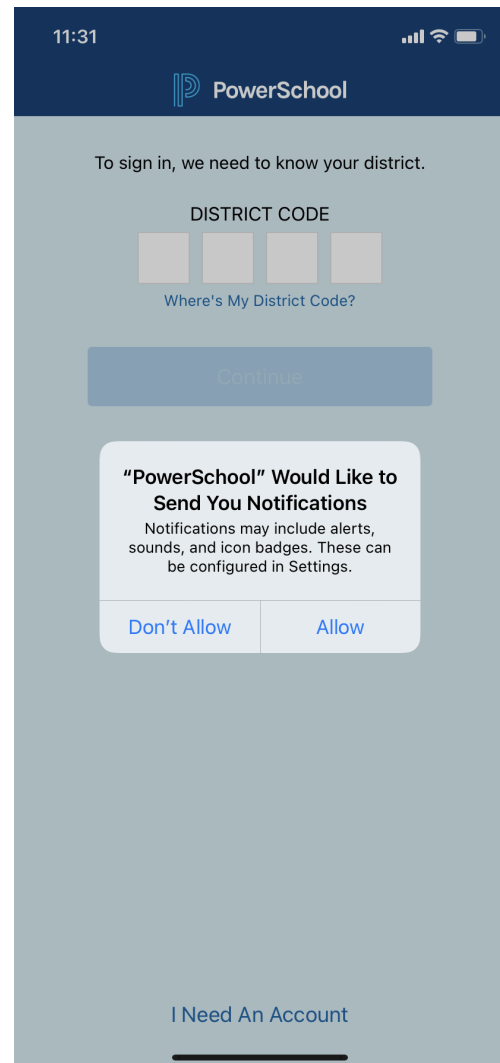 11:31
PowerSchool
To sign in, we need to know your district.
DISTRICT CODE
Where's My District Code?
Continue
“PowerSchool” Would Like to
Send You Notifications
Notifications may include alerts,
sounds, and icon badges. These can
be configured in Settings.
Don’t Allow
Allow
I Need An Account